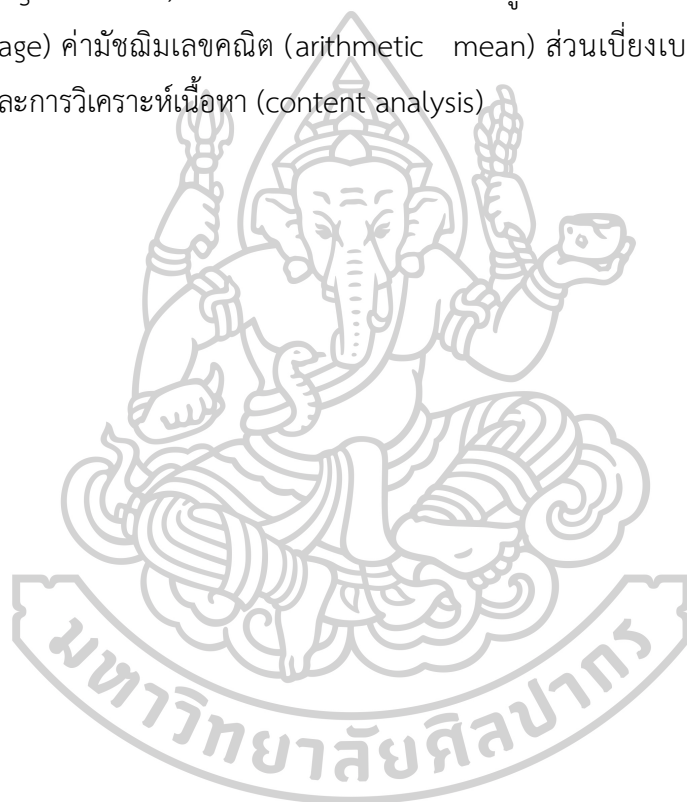 age) ค่ามัชฌิมเลขคณิต (arithmetic mean) ส่วนเบี่ยงเบ
ละการวิเคราะห์เนื้อหา (content analysis)
มหาวิทยาลัยศิลปากร